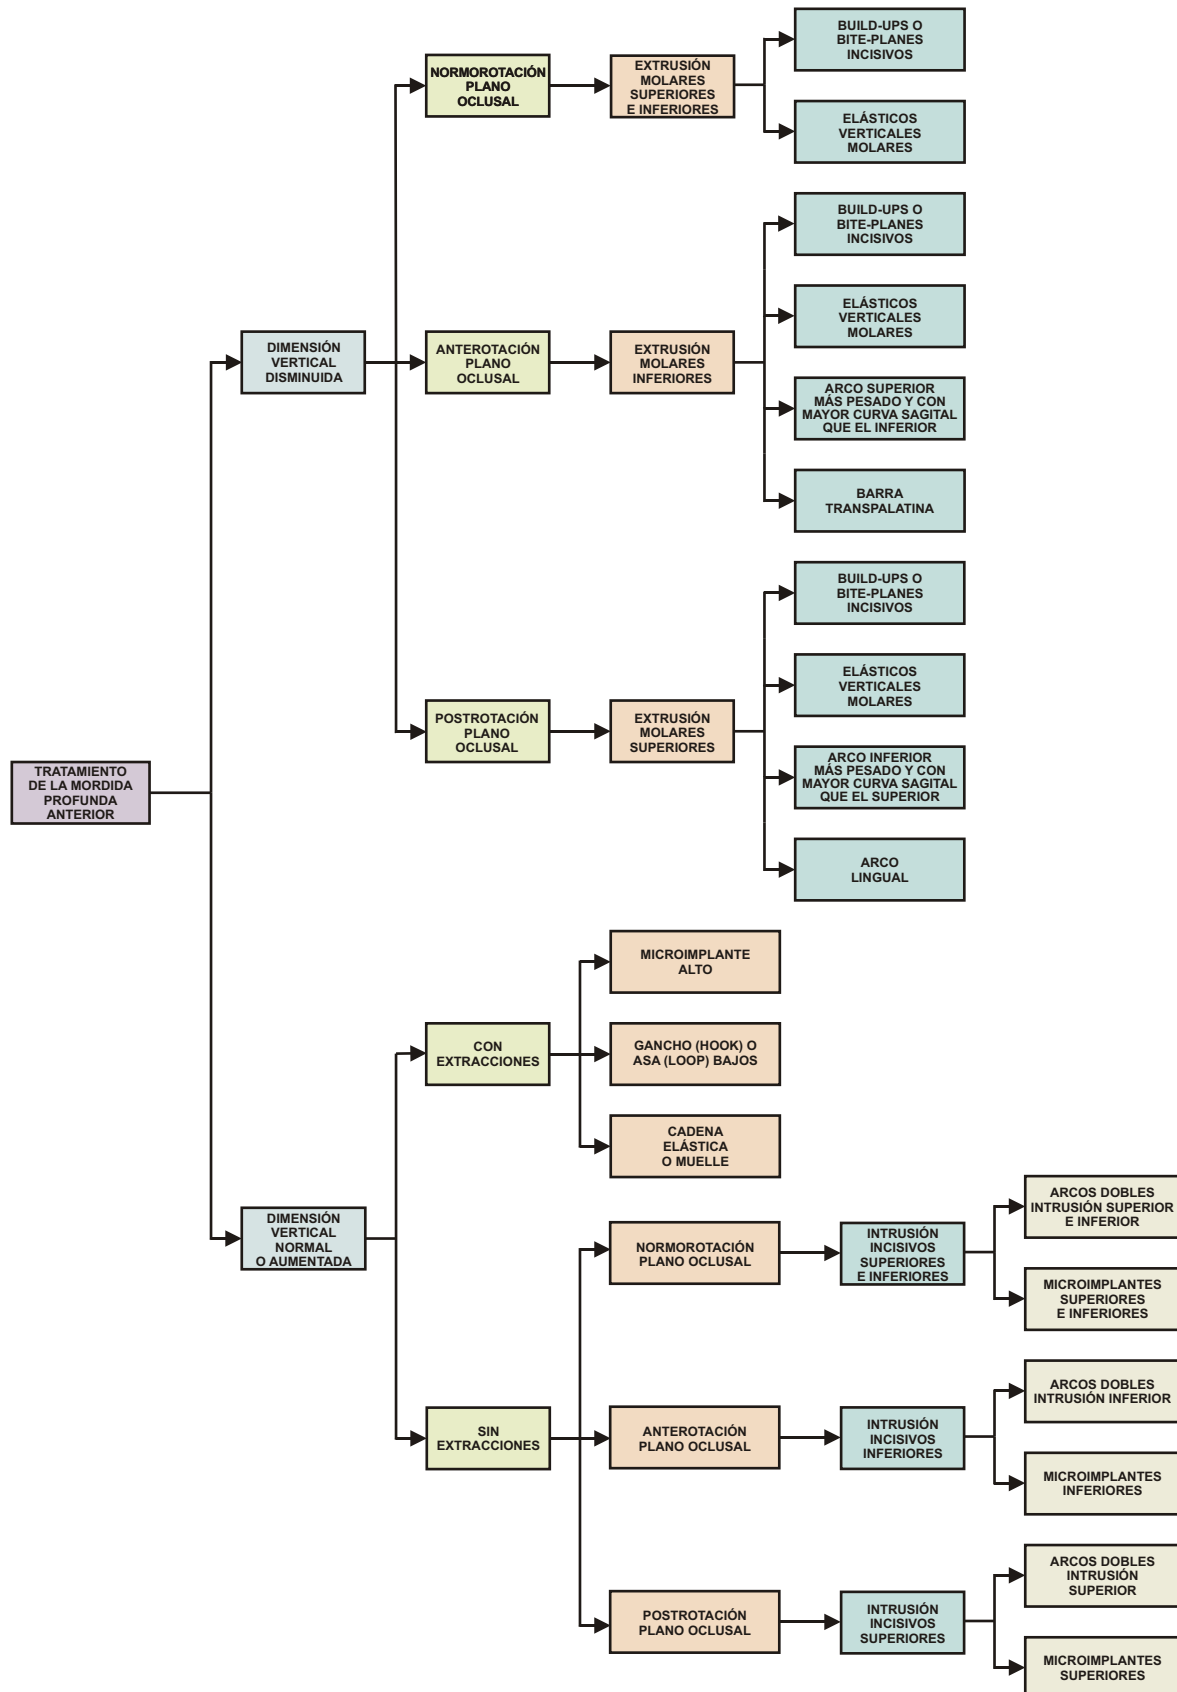 TRATAMIENTO
DE LA MORDIDA
PROFUNDA
ANTERIOR
DIMENSIÓN
VERTICAL
DISMINUIDA
NORMOROTACIÓN
PLANO
OCLUSAL
EXTRUSIÓN
MOLARES
SUPERIORES
E INFERIORES
BUILD-UPS O
BITE-PLANES
INCISIVOS
ELÁSTICOS
VERTICALES
MOLARES
ANTEROTACIÓN
PLANO
OCLUSAL
EXTRUSIÓN
MOLARES
INFERIORES
BUILD-UPS O
BITE-PLANES
INCISIVOS
ELÁSTICOS
VERTICALES
MOLARES
ARCO SUPERIOR
MÁS PESADO Y CON
MAYOR CURVA SAGITAL
QUE EL INFERIOR
BARRA
TRANSPALATINA
POSTROTACIÓN
PLANO
OCLUSAL
EXTRUSIÓN
MOLARES
SUPERIORES
BUILD-UPS O
BITE-PLANES
INCISIVOS
ELÁSTICOS
VERTICALES
MOLARES
ARCO INFERIOR
MÁS PESADO Y CON
MAYOR CURVA SAGITAL
QUE EL SUPERIOR
ARCO
LINGUAL
DIMENSIÓN
VERTICAL
NORMAL
O AUMENTADA
CON
EXTRACCIONES
MICROIMPLANTE
ALTO
GANCHO (HOOK) O
ASA (LOOP) BAJOS
CADENA
ELÁSTICA
O MUELLE
SIN
EXTRACCIONES
NORMOROTACIÓN
PLANO OCLUSAL
INTRUSIÓN
INCISIVOS
SUPERIORES
E INFERIORES
ARCOS DOBLES
INTRUSIÓN SUPERIOR
E INFERIOR
MICROIMPLANTES
SUPERIORES
E INFERIORES
ANTEROTACIÓN
PLANO OCLUSAL
INTRUSIÓN
INCISIVOS
INFERIORES
ARCOS DOBLES
INTRUSIÓN INFERIOR
MICROIMPLANTES
INFERIORES
POSTROTACIÓN
PLANO OCLUSAL
INTRUSIÓN
INCISIVOS
SUPERIORES
ARCOS DOBLES
INTRUSIÓN
SUPERIOR
MICROIMPLANTES
SUPERIORES